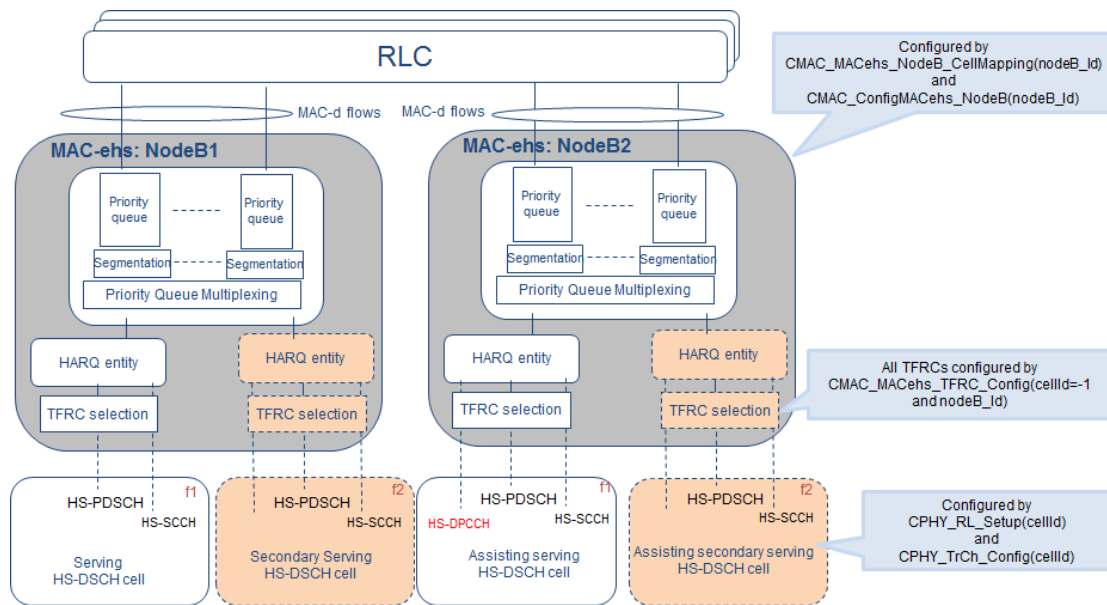 RLC
Configured by
CMAC_MACehs_NodeB_CellMapping(nodeB_Id)
and
CMAC_ConfigMACehs_NodeB(nodeB_Id)
MAC-d flows
MAC-d flows
MAC-ehs: NodeB1
MAC-ehs: NodeB2
Priority
queue
Priority
queue
Priority
queue
Priority
queue
Segmentation
Segmentation
Segmentation
Segmentation
Priority Queue Multiplexing
Priority Queue Multiplexing
HARQ entity
HARQ entity
HARQ entity
HARQ entity
TFRC selection
TFRC selection
TFRC selection
TFRC selection
All TFRCs configured by
CMAC_MACehs_TFRC_Config(cellId=-1
and nodeB_Id)
f1
HS-PDSCH
HS-SCCH
Serving
HS-DSCH cell
f2
HS-PDSCH
HS-SCCH
Secondary Serving
HS-DSCH cell
f1
HS-PDSCH
HS-DPCCH
HS-SCCH
Assisting serving
HS-DSCH cell
f2
HS-PDSCH
HS-SCCH
Assisting secondary serving
HS-DSCH cell
Configured by
CPHY_RL_Setup(cellId)
and
CPHY_TrCh_Config(cellId)